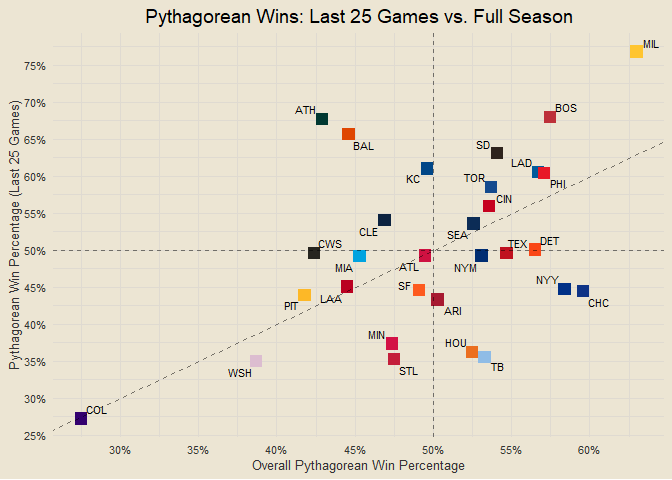 Pythagorean Wins: Last 25 Games vs. Full Season
Pythagorean Win Percentage (Last 25 Games)
75%
70%
65%
60%
55%
50%
45%
40%
35%
30%
25%
MIL
BOS
ATH
BAL
SD
LAD
KC
TOR
PHI
CIN
CLE
SEA
CWS
TEX
DET
MIA
ATL
NYM
LAA
SF
NYY
PIT
ARI
CHC
MIN
HOU
WSH
STL
TB
COL
30%
35%
40%
45%
50%
55%
60%
Overall Pythagorean Win Percentage